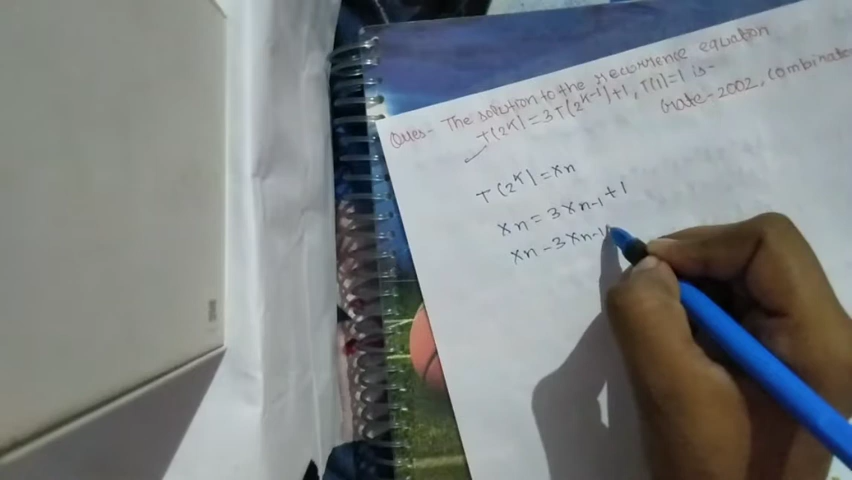 Ques- The solution to the recurrence equation
T(2^k) = 3T(2^k-1)+1, T(1)=1 is-
Gate-2002, Combinato
T(2^k) = xn
xn = 3xn-1 + 1
xn - 3xn-1